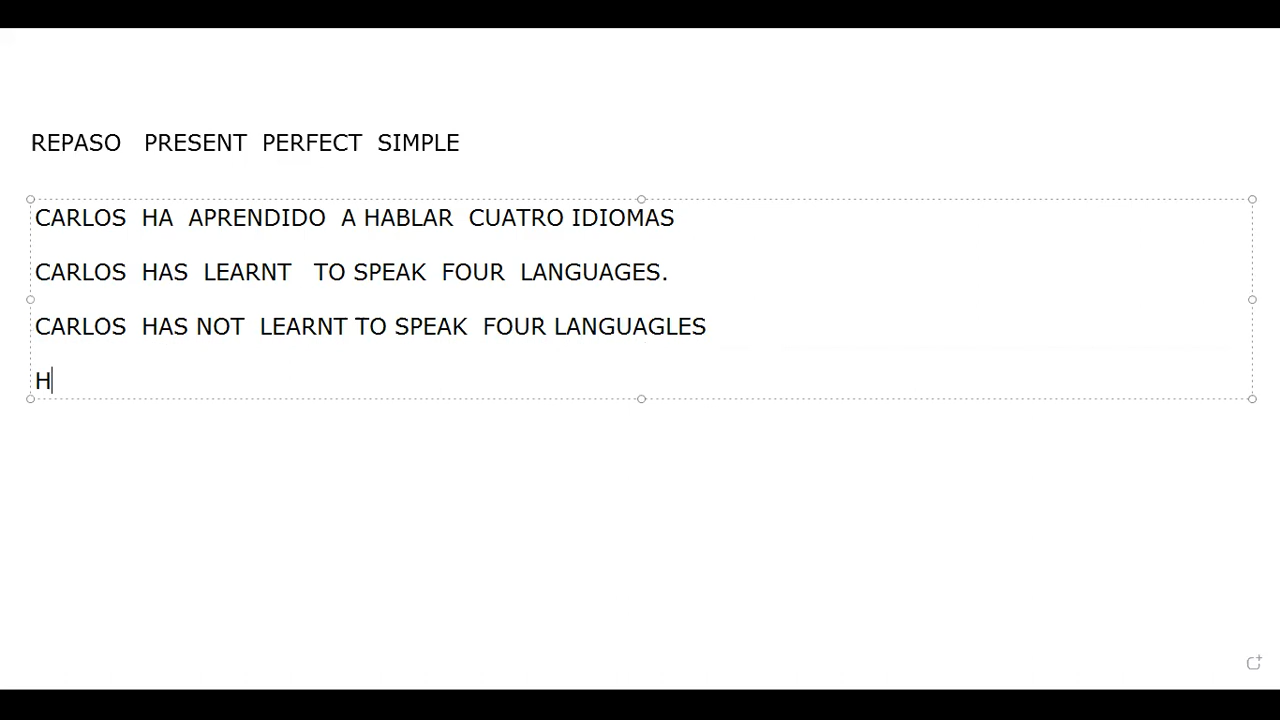 REPASO PRESENT PERFECT SIMPLE
CARLOS HA APRENDIDO A HABLAR CUATRO IDIOMAS
CARLOS HAS LEARNT TO SPEAK FOUR LANGUAGES.
CARLOS HAS NOT LEARNT TO SPEAK FOUR LANGUAGLES
H